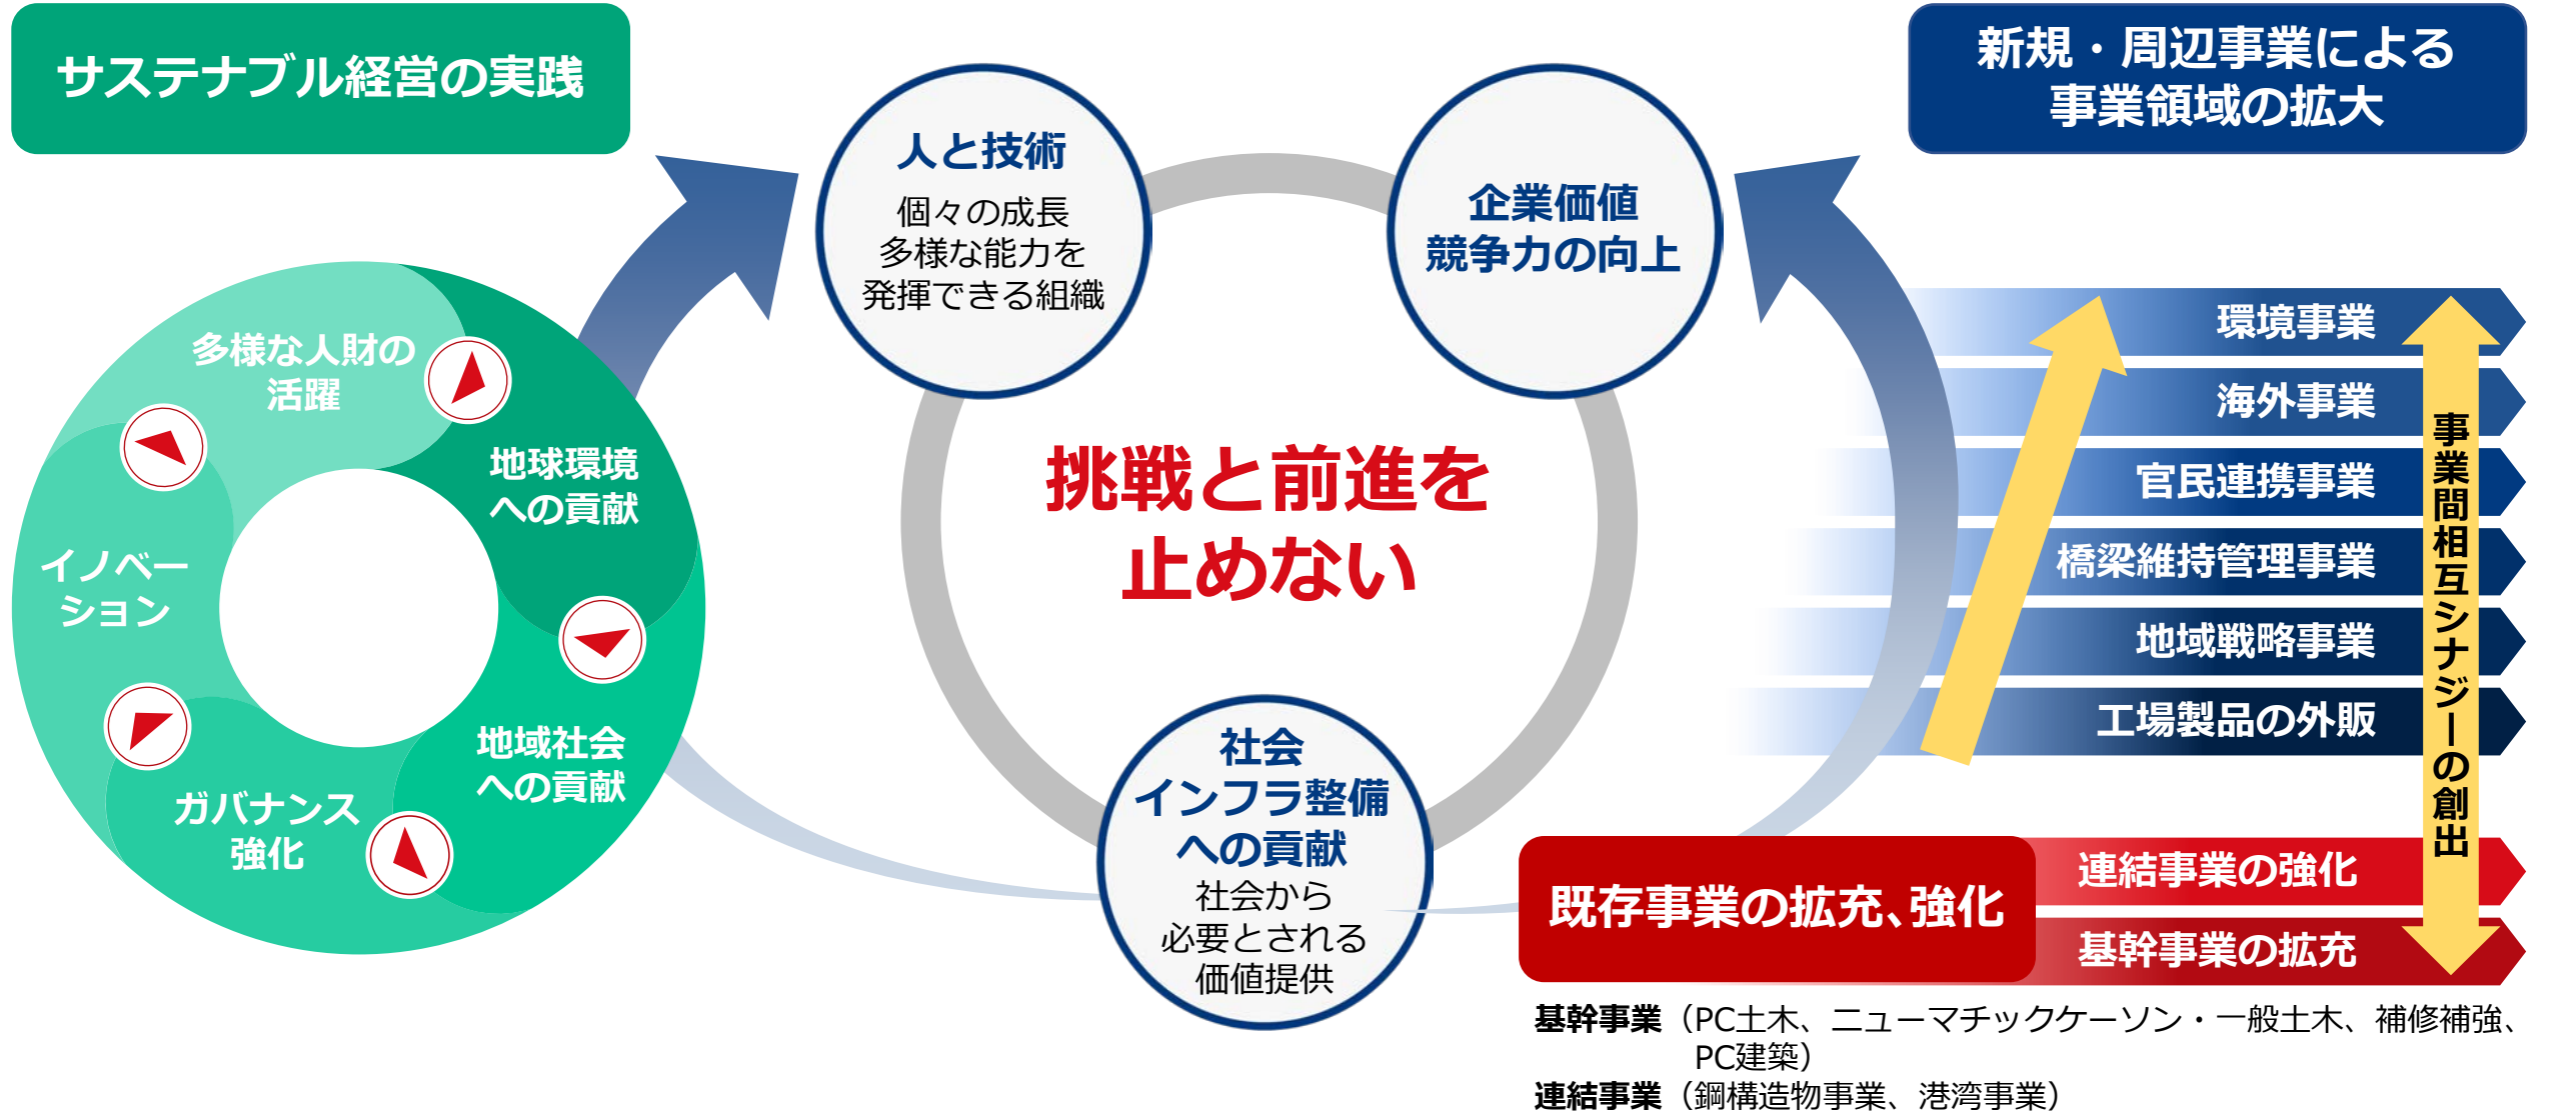 サステナブル経営の実践
多様な人財の
活躍
地球環境
への貢献
イノベー
ション
地域社会
への貢献
ガバナンス
強化
人と技術
個々の成長
多様な能力を
発揮できる組織
企業価値
競争力の向上
挑戦と前進を
止めない
社会
インフラ整備
への貢献
社会から
必要とされる
価値提供
新規・周辺事業による
事業領域の拡大
環境事業
海外事業
官民連携事業
橋梁維持管理事業
地域戦略事業
工場製品の外販
事業間相互シナジーの創出
既存事業の拡充、強化
連結事業の強化
基幹事業の拡充
基幹事業（PC土木、ニューマチックケーソン・一般土木、補修補強、
PC建築）
連結事業（鋼構造物事業、港湾事業）